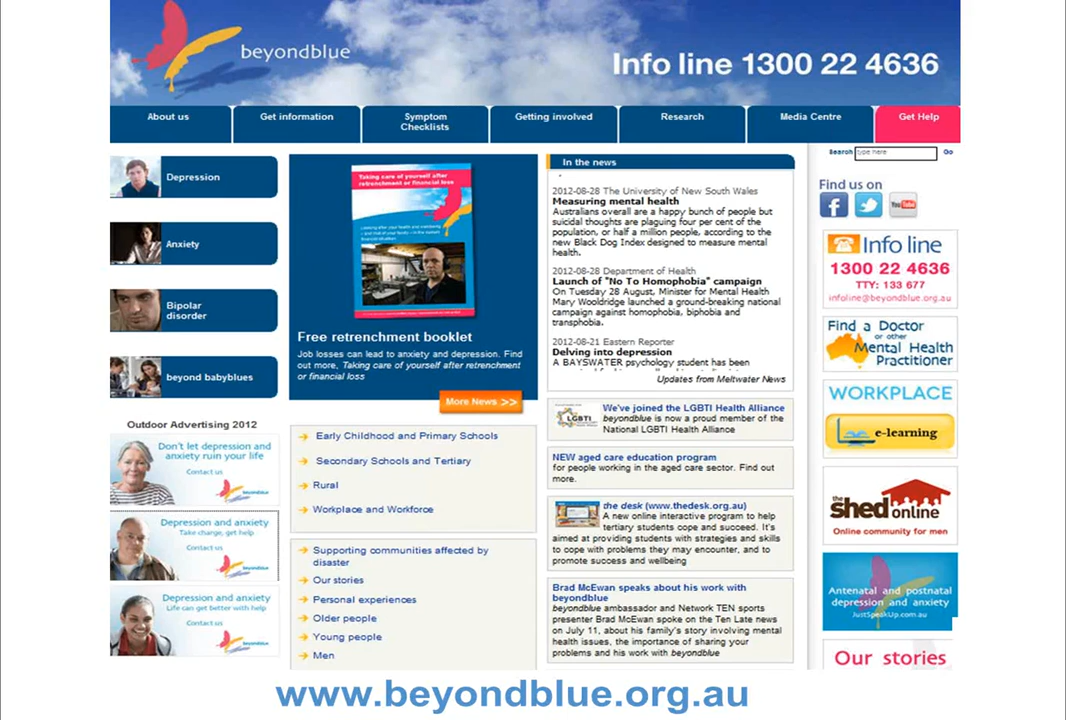 beyondblue
Info line 1300 22 4636
About us
Get information
Symptom
Checklists
Getting involved
Research
Media Centre
Get Help
Depression
Anxiety
Bipolar
disorder
beyond babyblues
Outdoor Advertising 2012
Don't let depression and
anxiety ruin your life
Contact us
beyondblue
Depression and anxiety
Take charge, get help
Contact us
beyondblue
Depression and anxiety
Life can get better with help
Contact us
beyondblue
Taking care of yourself after
retrenchment or financial loss
Free retrenchment booklet
Job losses can lead to anxiety and depression. Find
out more, Taking care of yourself after retrenchment
or financial loss
More News >>
Early Childhood and Primary Schools
Secondary Schools and Tertiary
Rural
Workplace and Workforce
Supporting communities affected by
disaster
Our stories
Personal experiences
Older people
Young people
Men
In the news
2012-08-28 The University of New South Wales
Measuring mental health
Australians overall are a happy bunch of people but
suicidal thoughts are plaguing four per cent of the
population, or half a million people, according to the
new Black Dog Index designed to measure mental
health.
2012-08-28 Department of Health
Launch of "No To Homophobia" campaign
On Tuesday 28 August, Minister for Mental Health
Mary Wooldridge launched a ground-breaking national
campaign against homophobia, biphobia and
transphobia.
2012-08-21 Eastern Reporter
Delving into depression
A BAYSWATER psychology student has been
Updates from Meltwater News
LGBTI
We've joined the LGBTI Health Alliance
beyondblue is now a proud member of the
National LGBTI Health Alliance
NEW aged care education program
for people working in the aged care sector. Find out
more.
the desk (www.thedesk.org.au)
A new online interactive program to help
tertiary students cope and succeed. It's
aimed at providing students with strategies and skills
to cope with problems they may encounter, and to
promote success and wellbeing
Brad McEwan speaks about his work with
beyondblue
beyondblue ambassador and Network TEN sports
presenter Brad McEwan spoke on the Ten Late news
on July 11, about his family's story involving mental
health issues, the importance of sharing your
problems and his work with beyondblue
Search type here Go
Find us on
You Tube
Info line
1300 22 4636
TTY: 133 677
infoline@beyondblue.org.au
Find a Doctor
or other
Mental Health
Practitioner
WORKPLACE
e-learning
the
shed online
Online community for men
Antenatal and postnatal
depression and anxiety
JustSpeakUp.com.au
Our stories
www.beyondblue.org.au